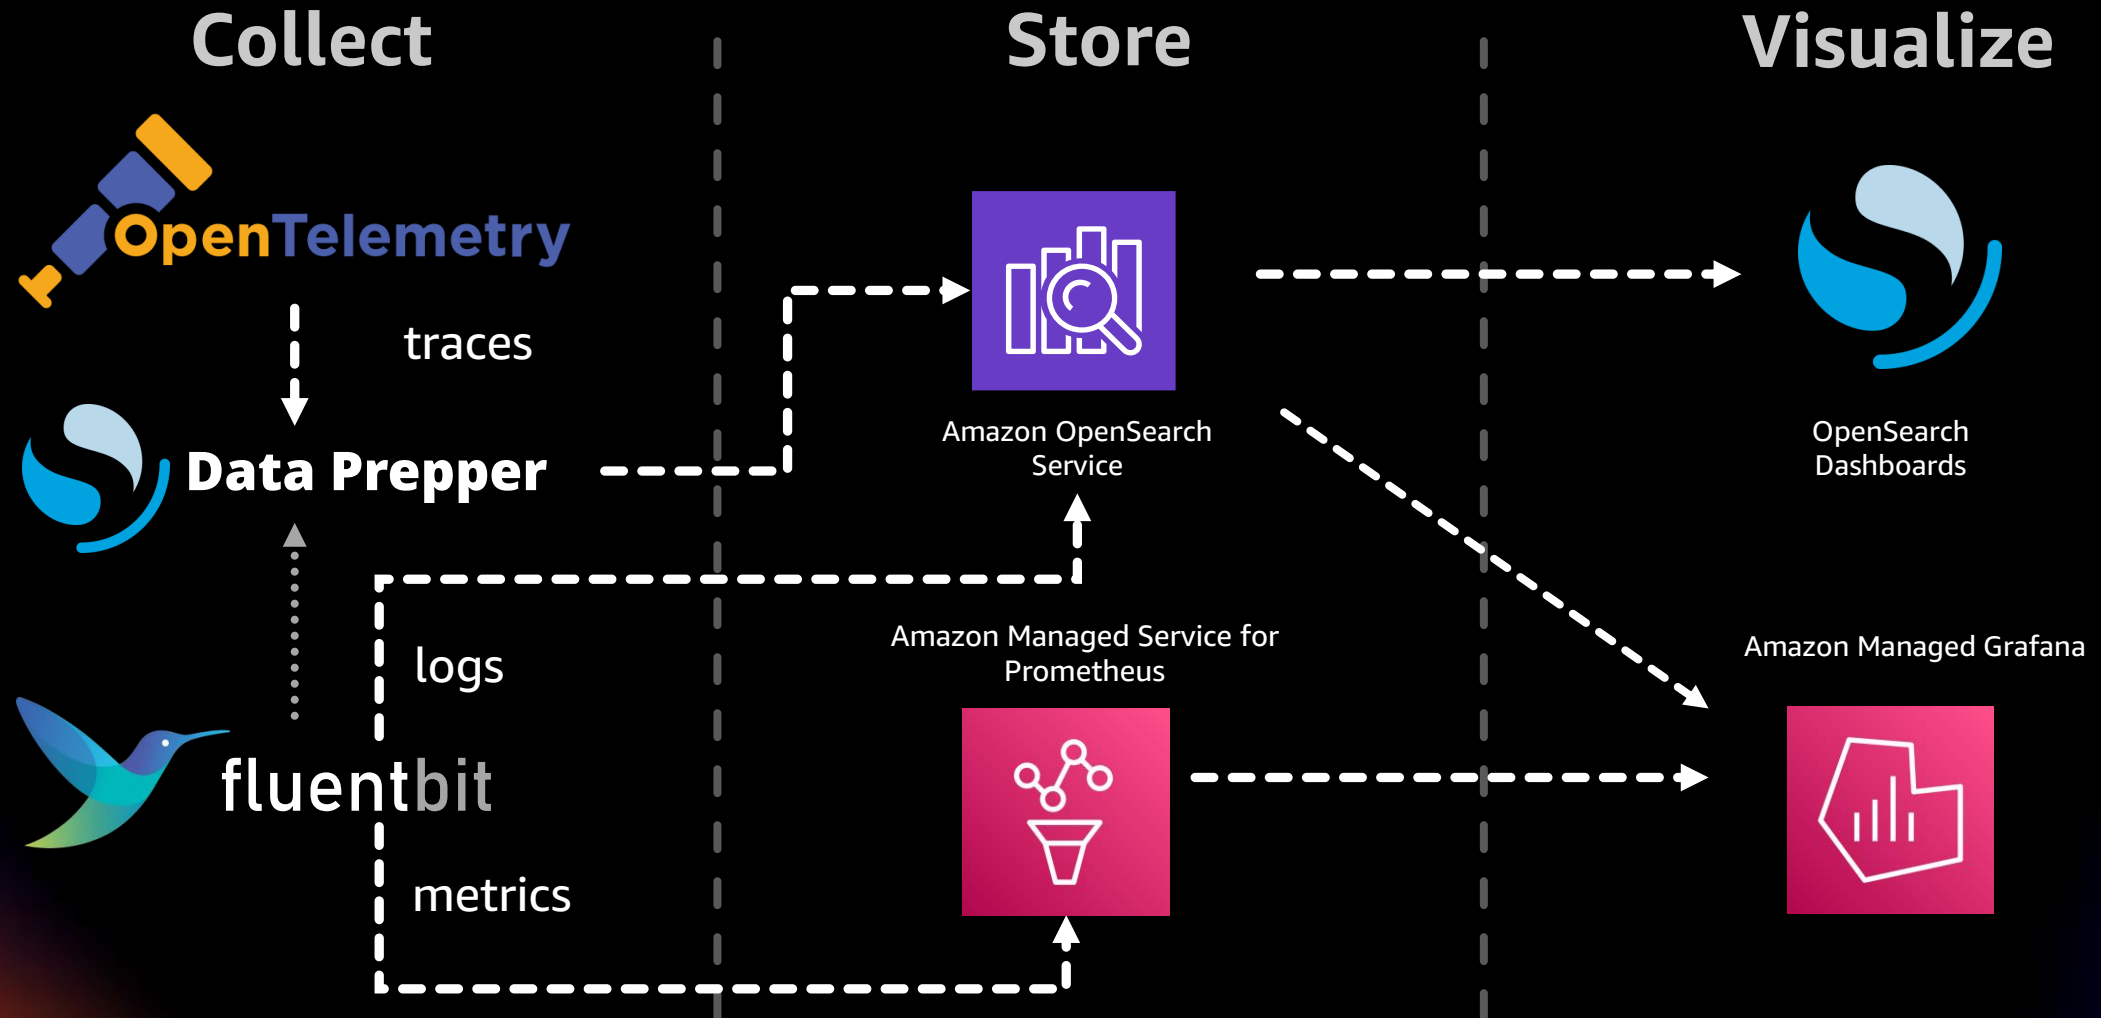 Collect
Store
Visualize
OpenTelemetry
traces
Data Prepper
Amazon OpenSearch
Service
OpenSearch
Dashboards
logs
Amazon Managed Service for
Prometheus
Amazon Managed Grafana
fluentbit
metrics